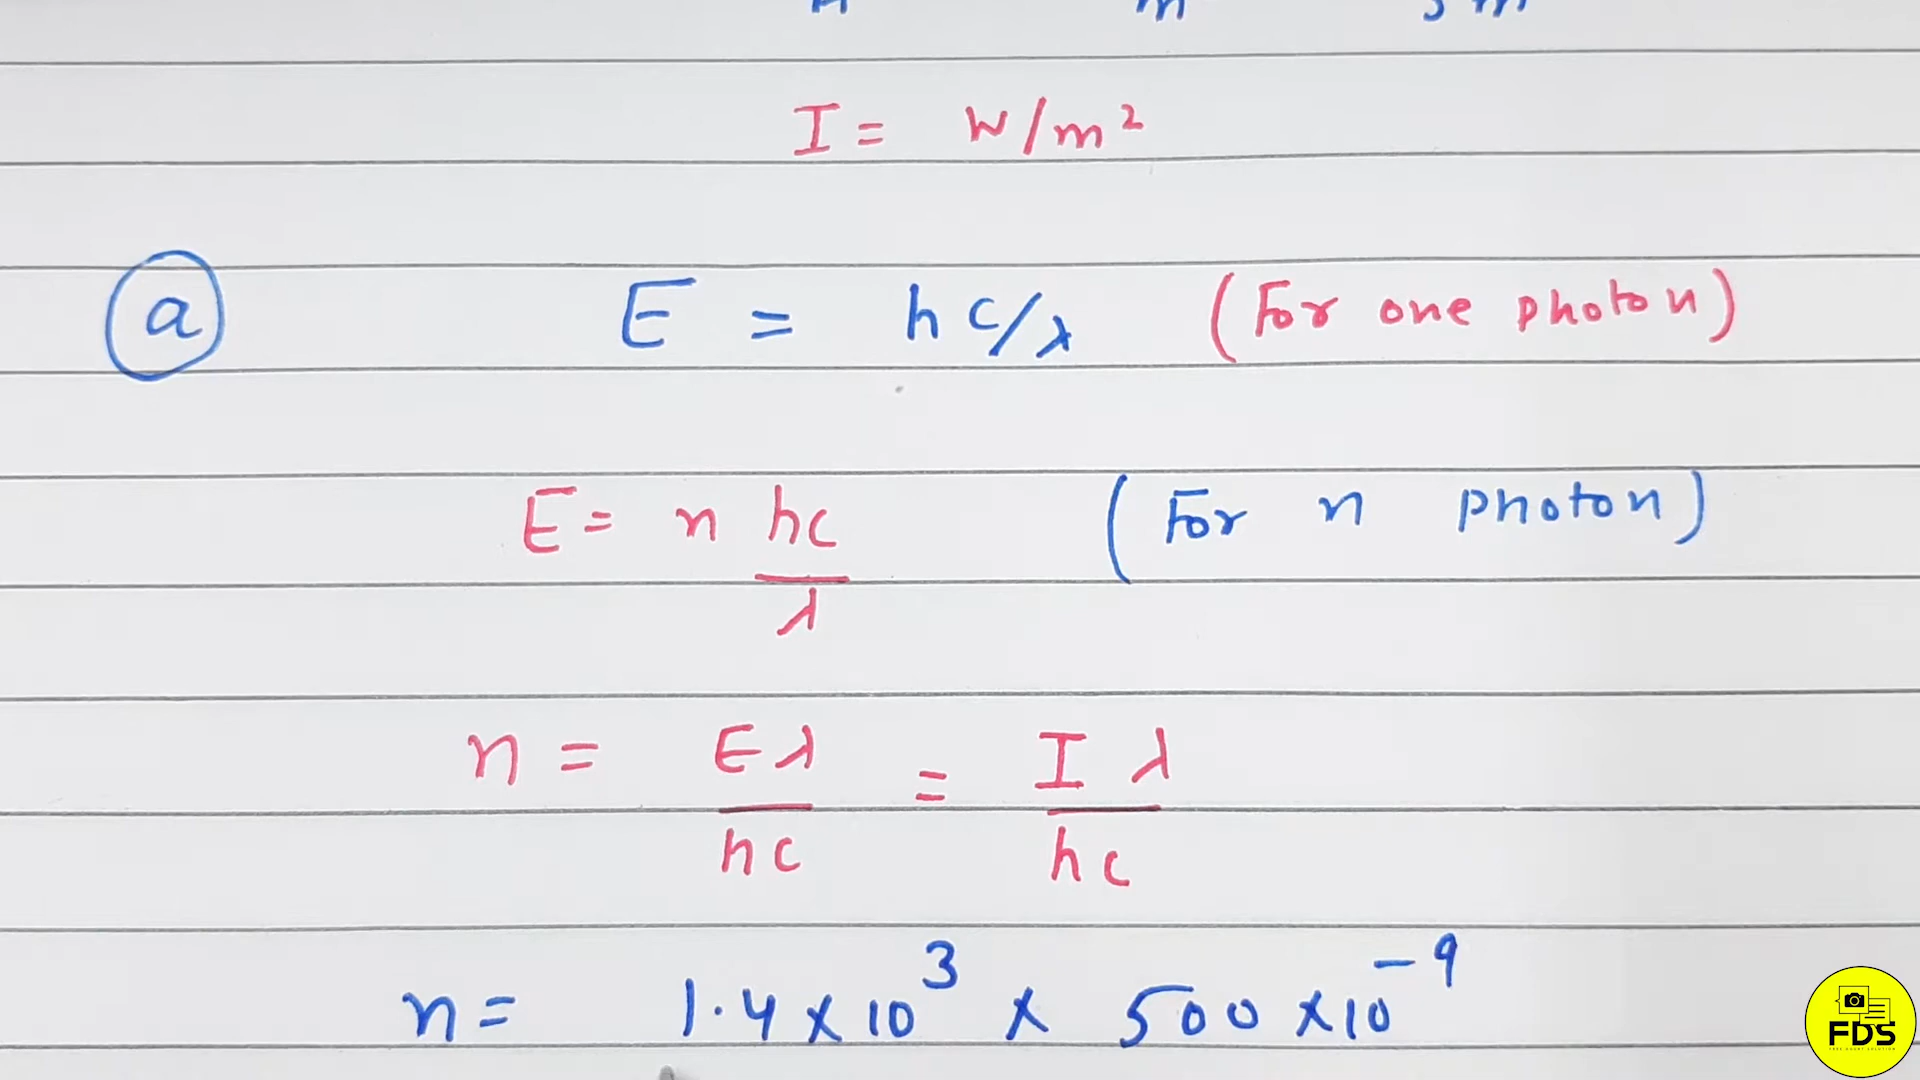 I = W/m²
(a) E = hc/λ (For one photon)
E = n hc/λ (For n photon)
n = Eλ/hc = Iλ/hc
n = 1.4 × 10³ × 500 × 10⁻⁹
FDS